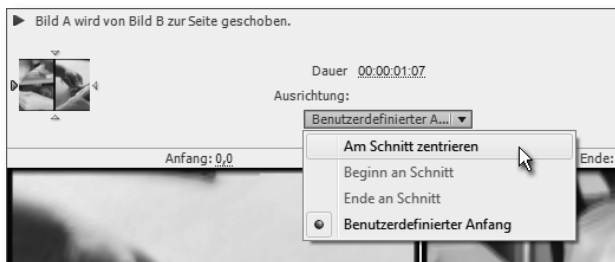 Bild A wird von Bild B zur Seite geschoben.
Dauer 00:00:01:07
Ausrichtung:
Benutzerdefinierter A...
Am Schnitt zentrieren
Anfang: 0,0
Ende:
Beginn an Schnitt
Ende an Schnitt
Benutzerdefinierter Anfang